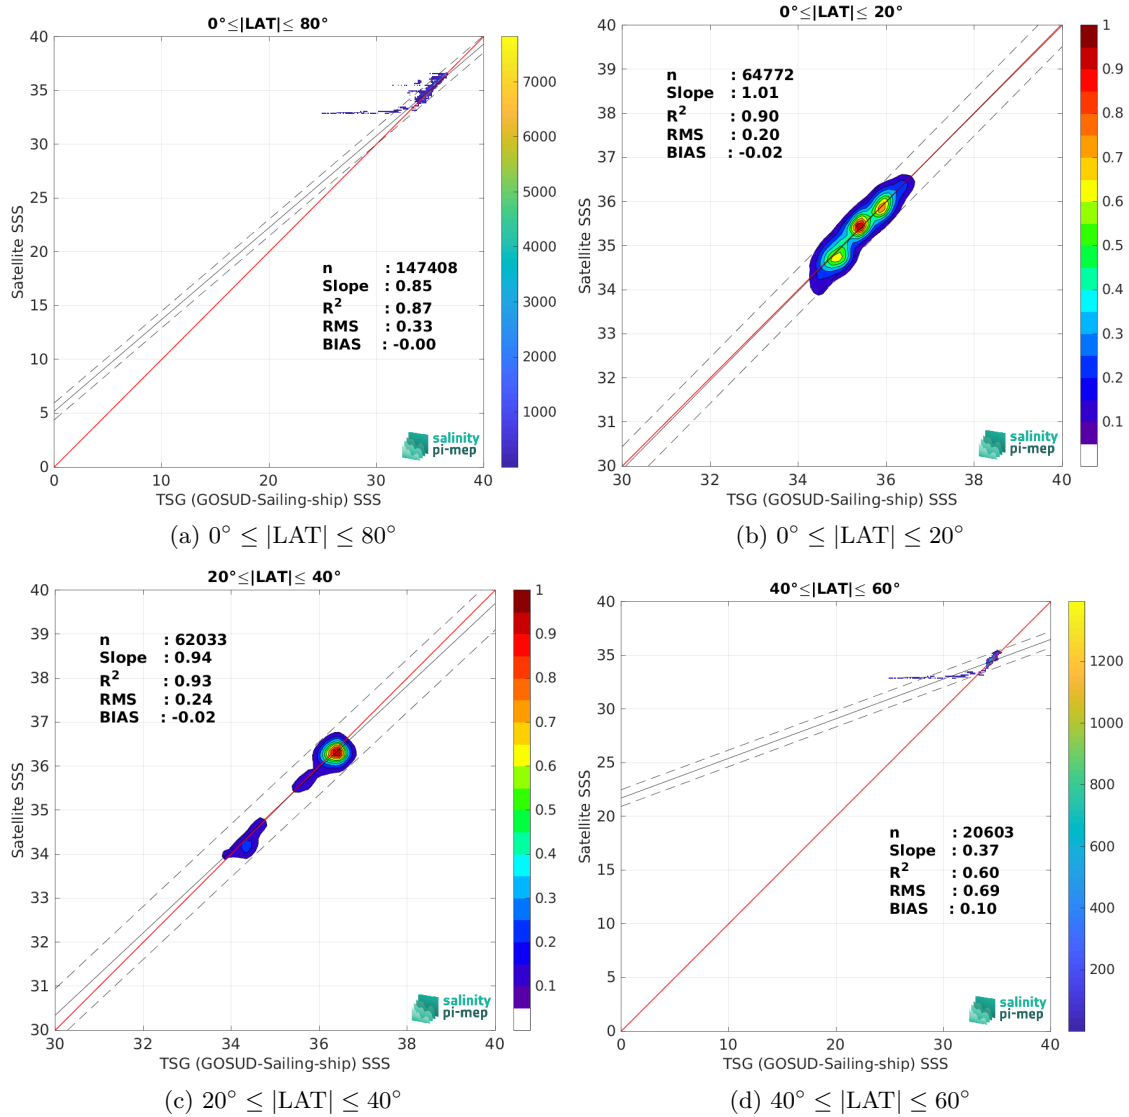 0°≤|LAT|≤ 80°
40
35
30
25
20
15
10
5
0
Satellite SSS
n : 147408
Slope : 0.85
R² : 0.87
RMS : 0.33
BIAS : -0.00
salinity
pi-mep
0 10 20 30 40
TSG (GOSUD-Sailing-ship) SSS
7000
6000
5000
4000
3000
2000
1000
(a) 0° ≤ |LAT| ≤ 80°
0°≤|LAT|≤ 20°
40
39
38
37
36
35
34
33
32
31
30
Satellite SSS
n : 64772
Slope : 1.01
R² : 0.90
RMS : 0.20
BIAS : -0.02
salinity
pi-mep
30 32 34 36 38 40
TSG (GOSUD-Sailing-ship) SSS
1
0.9
0.8
0.7
0.6
0.5
0.4
0.3
0.2
0.1
(b) 0° ≤ |LAT| ≤ 20°
20°≤|LAT|≤ 40°
40
39
38
37
36
35
34
33
32
31
30
Satellite SSS
n : 62033
Slope : 0.94
R² : 0.93
RMS : 0.24
BIAS : -0.02
salinity
pi-mep
30 32 34 36 38 40
TSG (GOSUD-Sailing-ship) SSS
1
0.9
0.8
0.7
0.6
0.5
0.4
0.3
0.2
0.1
(c) 20° ≤ |LAT| ≤ 40°
40°≤|LAT|≤ 60°
40
35
30
25
20
15
10
5
0
Satellite SSS
n : 20603
Slope : 0.37
R² : 0.60
RMS : 0.69
BIAS : 0.10
salinity
pi-mep
0 10 20 30 40
TSG (GOSUD-Sailing-ship) SSS
1200
1000
800
600
400
200
(d) 40° ≤ |LAT| ≤ 60°